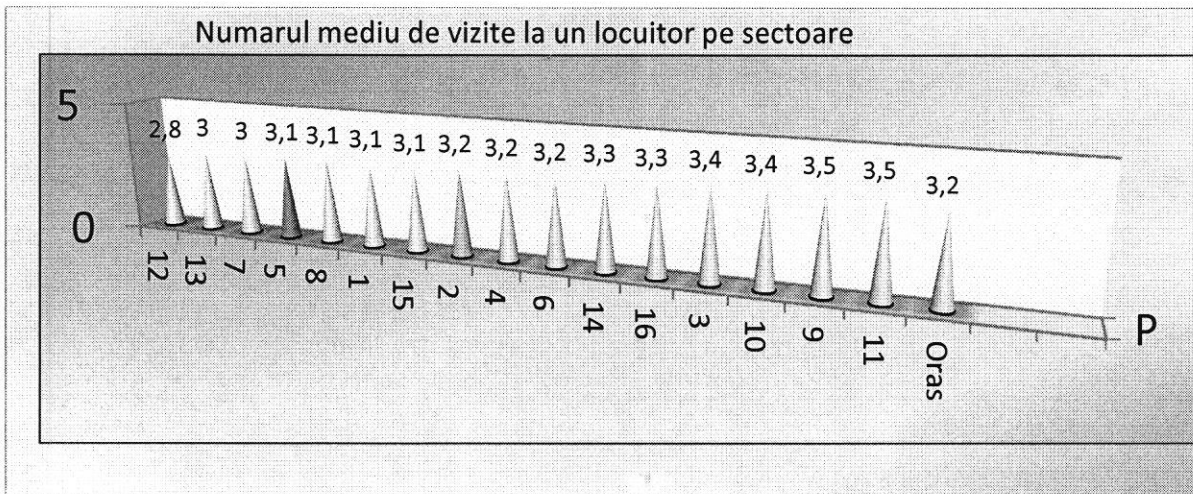 Numarul mediu de vizite la un locuitor pe sectoare
5
2,8 3 3 3,1 3,1 3,1 3,1 3,2 3,2 3,2 3,3 3,3 3,4 3,4 3,5 3,5 3,2
0
12 13 7 5 8 1 15 2 4 6 14 16 3 10 9 11 Oras
P